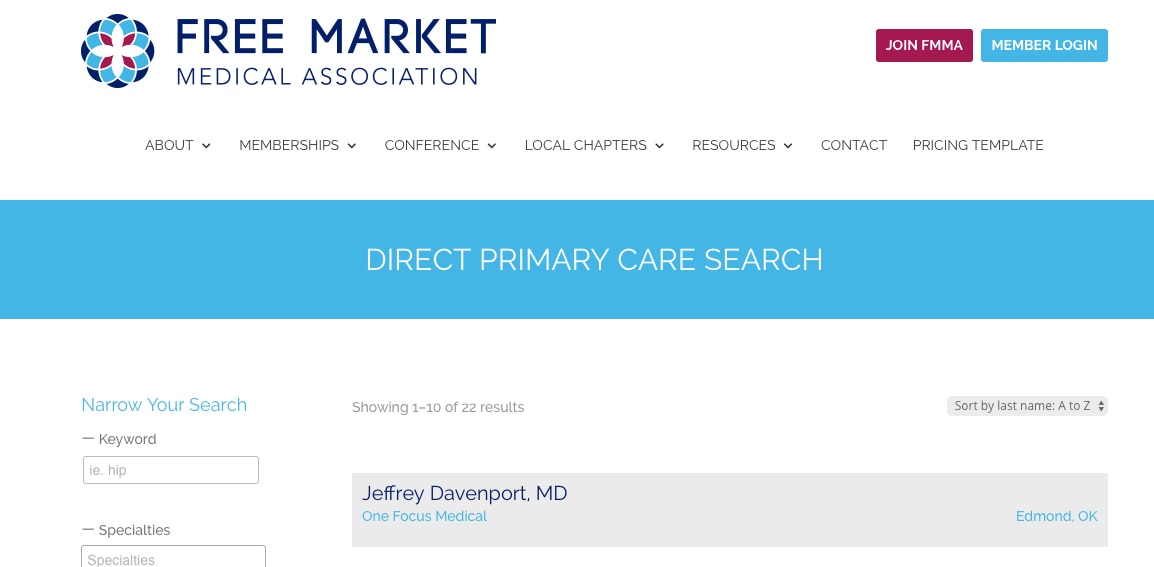 FREE MARKET
MEDICAL ASSOCIATION
JOIN FMMA
MEMBER LOGIN
ABOUT
MEMBERSHIPS
CONFERENCE
LOCAL CHAPTERS
RESOURCES
CONTACT
PRICING TEMPLATE
DIRECT PRIMARY CARE SEARCH
Narrow Your Search
— Keyword
ie. hip
— Specialties
Specialties
Showing 1–10 of 22 results
Sort by last name: A to Z
Jeffrey Davenport, MD
One Focus Medical
Edmond, OK